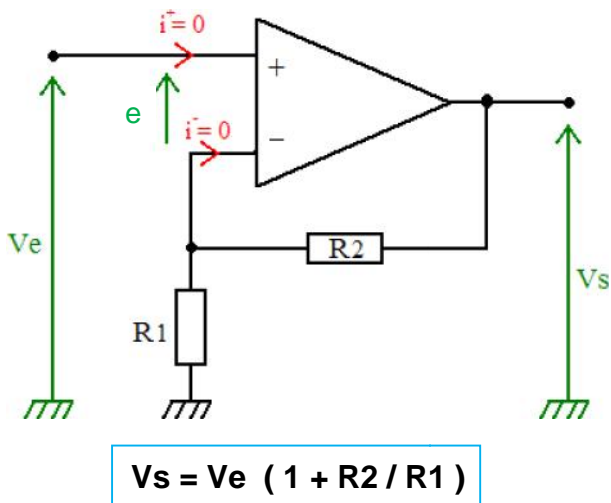 i⁺= 0
+
e
i⁻= 0
−
Ve
R2
Vs
R1
Vs = Ve ( 1 + R2 / R1 )